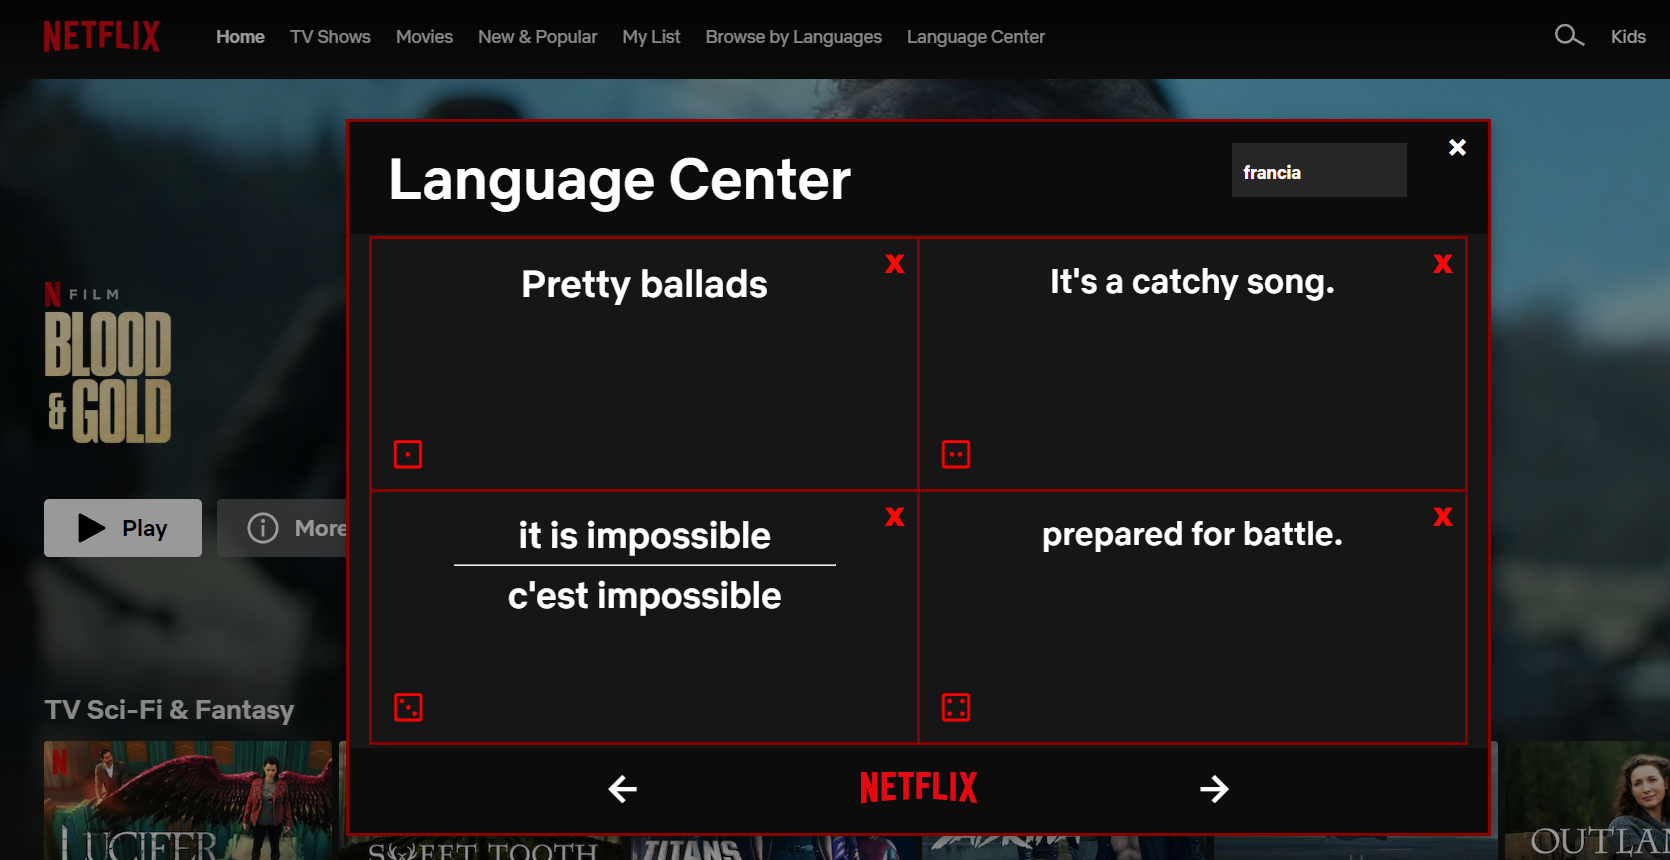 NETFLIX
Home TV Shows Movies New & Popular My List Browse by Languages Language Center
Kids
Language Center
francia
Pretty ballads
It's a catchy song.
it is impossible
c'est impossible
prepared for battle.
N FILM
BLOOD
& GOLD
Play
More
TV Sci-Fi & Fantasy
NETFLIX
LUCIFER
SWEET TOOTH
TITANS
OUTLAN